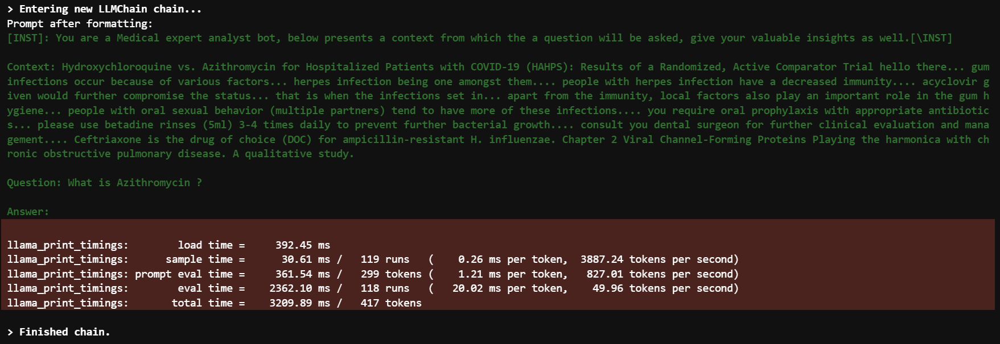 > Entering new LLMChain chain...
Prompt after formatting:
[INST]: You are a Medical expert analyst bot, below presents a context from which the a question will be asked, give your valuable insights as well.[\INST]
Context: Hydroxychloroquine vs. Azithromycin for Hospitalized Patients with COVID-19 (HAHPS): Results of a Randomized, Active Comparator Trial hello there... gum
infections occur because of various factors... herpes infection being one amongst them.... people with herpes infection have a decreased immunity.... acyclovir g
iven would further compromise the status... that is when the infections set in... apart from the immunity, local factors also play an important role in the gum h
ygiene... people with oral sexual behavior (multiple partners) tend to have more of these infections.... you require oral prophylaxis with appropriate antibiotic
s... please use betadine rinses (5ml) 3-4 times daily to prevent further bacterial growth.... consult you dental surgeon for further clinical evaluation and mana
gement.... Ceftriaxone is the drug of choice (DOC) for ampicillin-resistant H. influenzae. Chapter 2 Viral Channel-Forming Proteins Playing the harmonica with ch
ronic obstructive pulmonary disease. A qualitative study.
Question: What is Azithromycin ?
Answer:
llama_print_timings:        load time =     392.45 ms
llama_print_timings:      sample time =      30.61 ms /   119 runs   (    0.26 ms per token,  3887.24 tokens per second)
llama_print_timings: prompt eval time =     361.54 ms /   299 tokens (    1.21 ms per token,   827.01 tokens per second)
llama_print_timings:        eval time =    2362.10 ms /   118 runs   (   20.02 ms per token,    49.96 tokens per second)
llama_print_timings:       total time =    3209.89 ms /   417 tokens
> Finished chain.